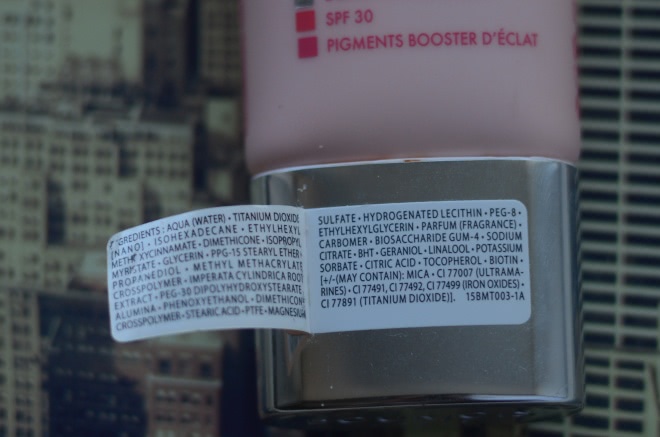 SPF 30
PIGMENTS BOOSTER D'ÉCLAT
INGREDIENTS : AQUA (WATER) • TITANIUM DIOXIDE
[NANO] • ISOHEXADECANE • ETHYLHEXYL
METHOXYCINNAMATE • DIMETHICONE • ISOPROPYL
MYRISTATE • GLYCERIN • PPG-15 STEARYL ETHER •
PROPANEDIOL • METHYL METHACRYLATE
CROSSPOLYMER • IMPERATA CYLINDRICA ROOT
EXTRACT • PEG-30 DIPOLYHYDROXYSTEARATE
ALUMINA • PHENOXYETHANOL • DIMETHICONE
CROSSPOLYMER • STEARIC ACID • PTFE • MAGNESIUM
SULFATE • HYDROGENATED LECITHIN • PEG-8 •
ETHYLHEXYLGLYCERIN • PARFUM (FRAGRANCE) •
CARBOMER • BIOSACCHARIDE GUM-4 • SODIUM
CITRATE • BHT • GERANIOL • LINALOOL • POTASSIUM
SORBATE • CITRIC ACID • TOCOPHEROL • BIOTIN
[+/-(MAY CONTAIN): MICA • CI 77007 (ULTRAMA-
RINES) • CI 77491, CI 77492, CI 77499 (IRON OXIDES) •
CI 77891 (TITANIUM DIOXIDE)]. 15BMT003-1A